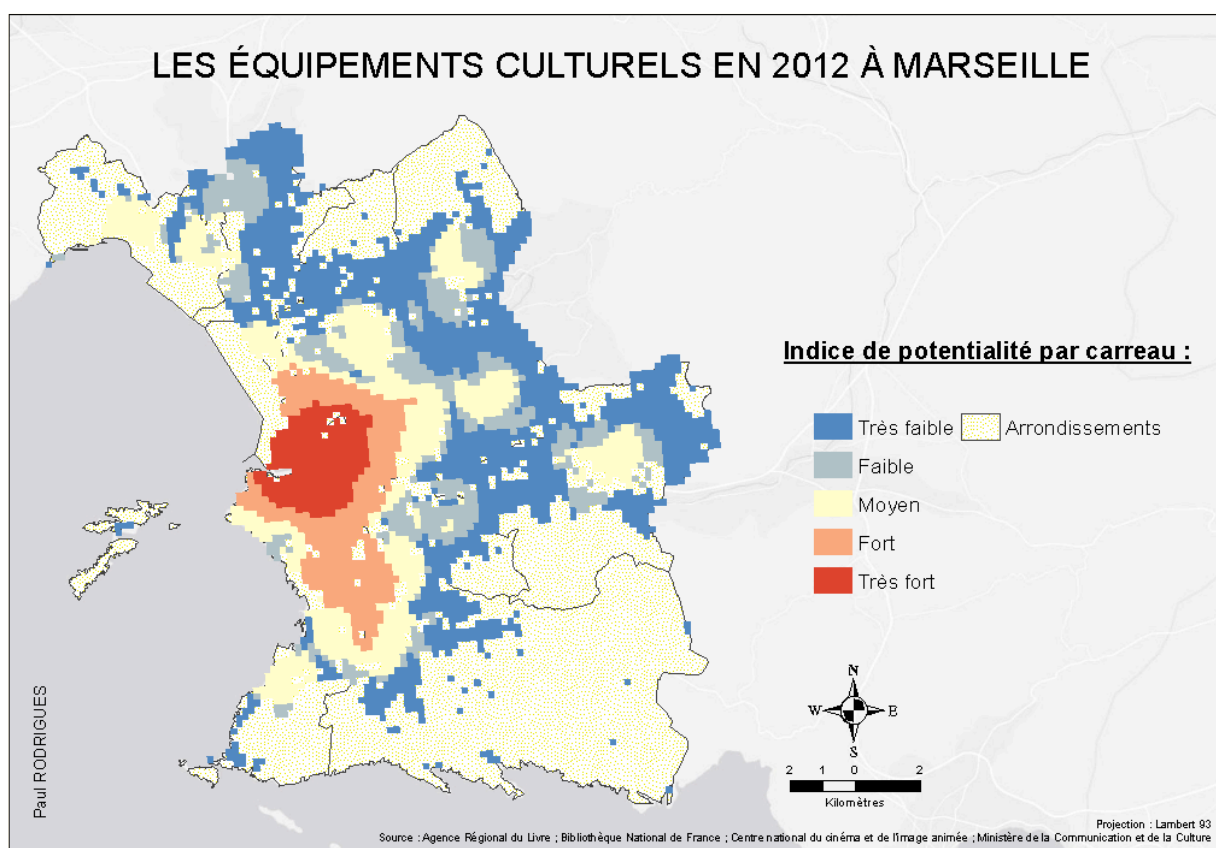 LES ÉQUIPEMENTS CULTURELS EN 2012 À MARSEILLE
Indice de potentialité par carreau :
Très faible
Arrondissements
Faible
Moyen
Fort
Très fort
N
W
E
S
2 1 0 2
Kilomètres
Paul RODRIGUES
Projection : Lambert 93
Source : Agence Régional du Livre ; Bibliothèque National de France ; Centre national du cinéma et de l'image animée ; Ministère de la Communication et de la Culture